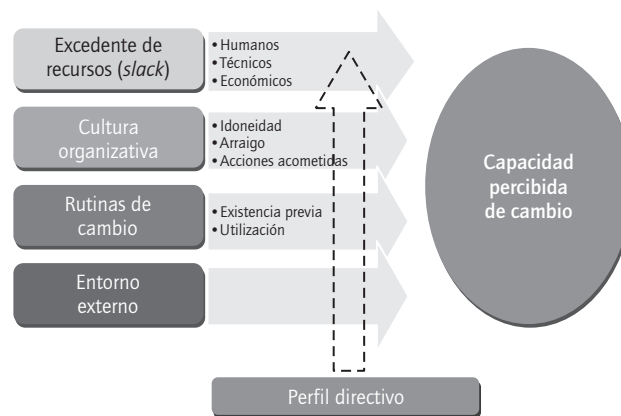 Excedente de
recursos (slack)
• Humanos
• Técnicos
• Económicos
Cultura
organizativa
• Idoneidad
• Arraigo
• Acciones acometidas
Rutinas de
cambio
• Existencia previa
• Utilización
Entorno
externo
Capacidad
percibida
de cambio
Perfil directivo